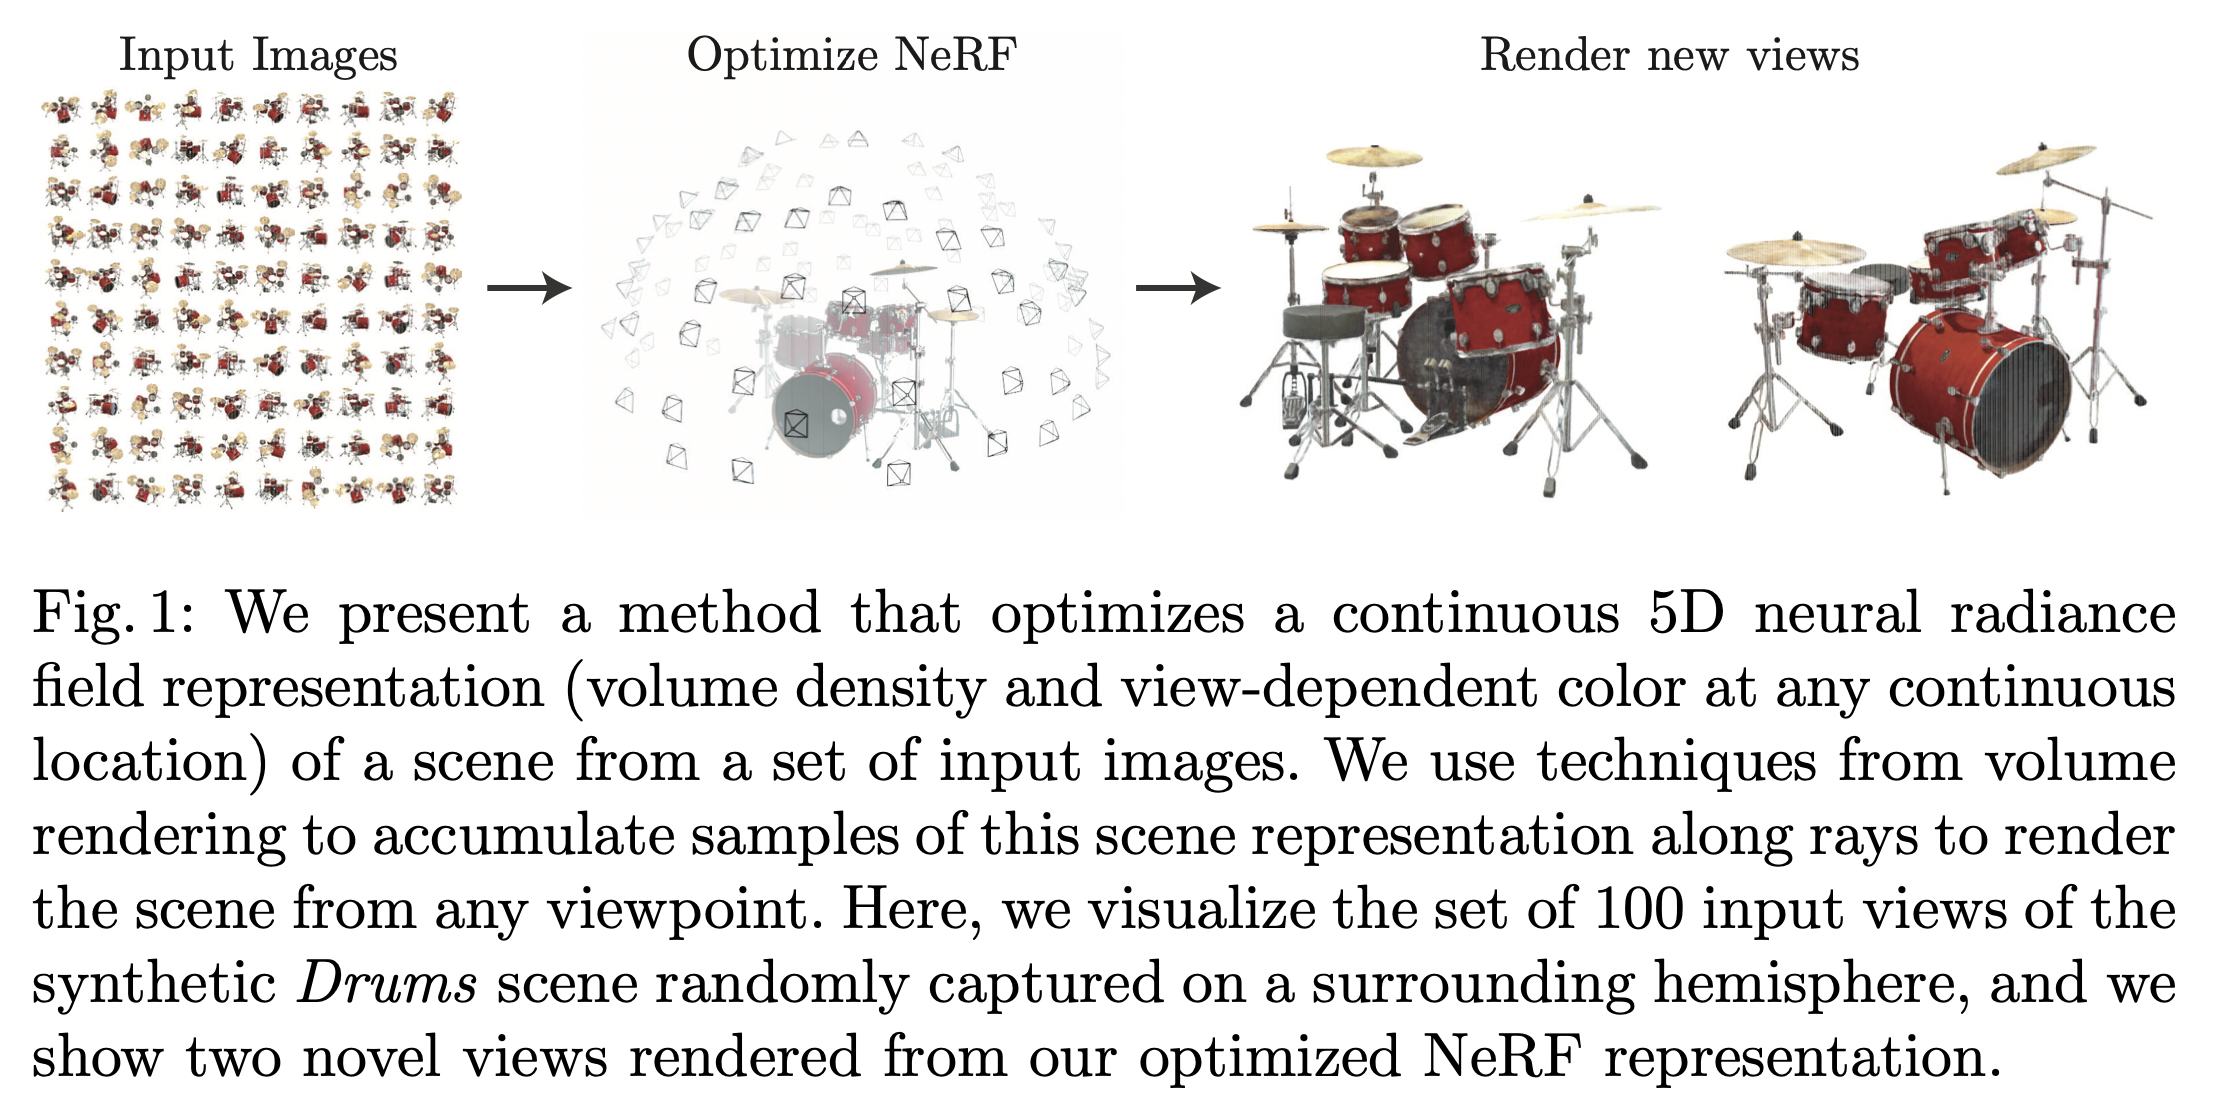 Input Images
Optimize NeRF
Render new views
Fig. 1: We present a method that optimizes a continuous 5D neural radiance
field representation (volume density and view-dependent color at any continuous
location) of a scene from a set of input images. We use techniques from volume
rendering to accumulate samples of this scene representation along rays to render
the scene from any viewpoint. Here, we visualize the set of 100 input views of the
synthetic Drums scene randomly captured on a surrounding hemisphere, and we
show two novel views rendered from our optimized NeRF representation.